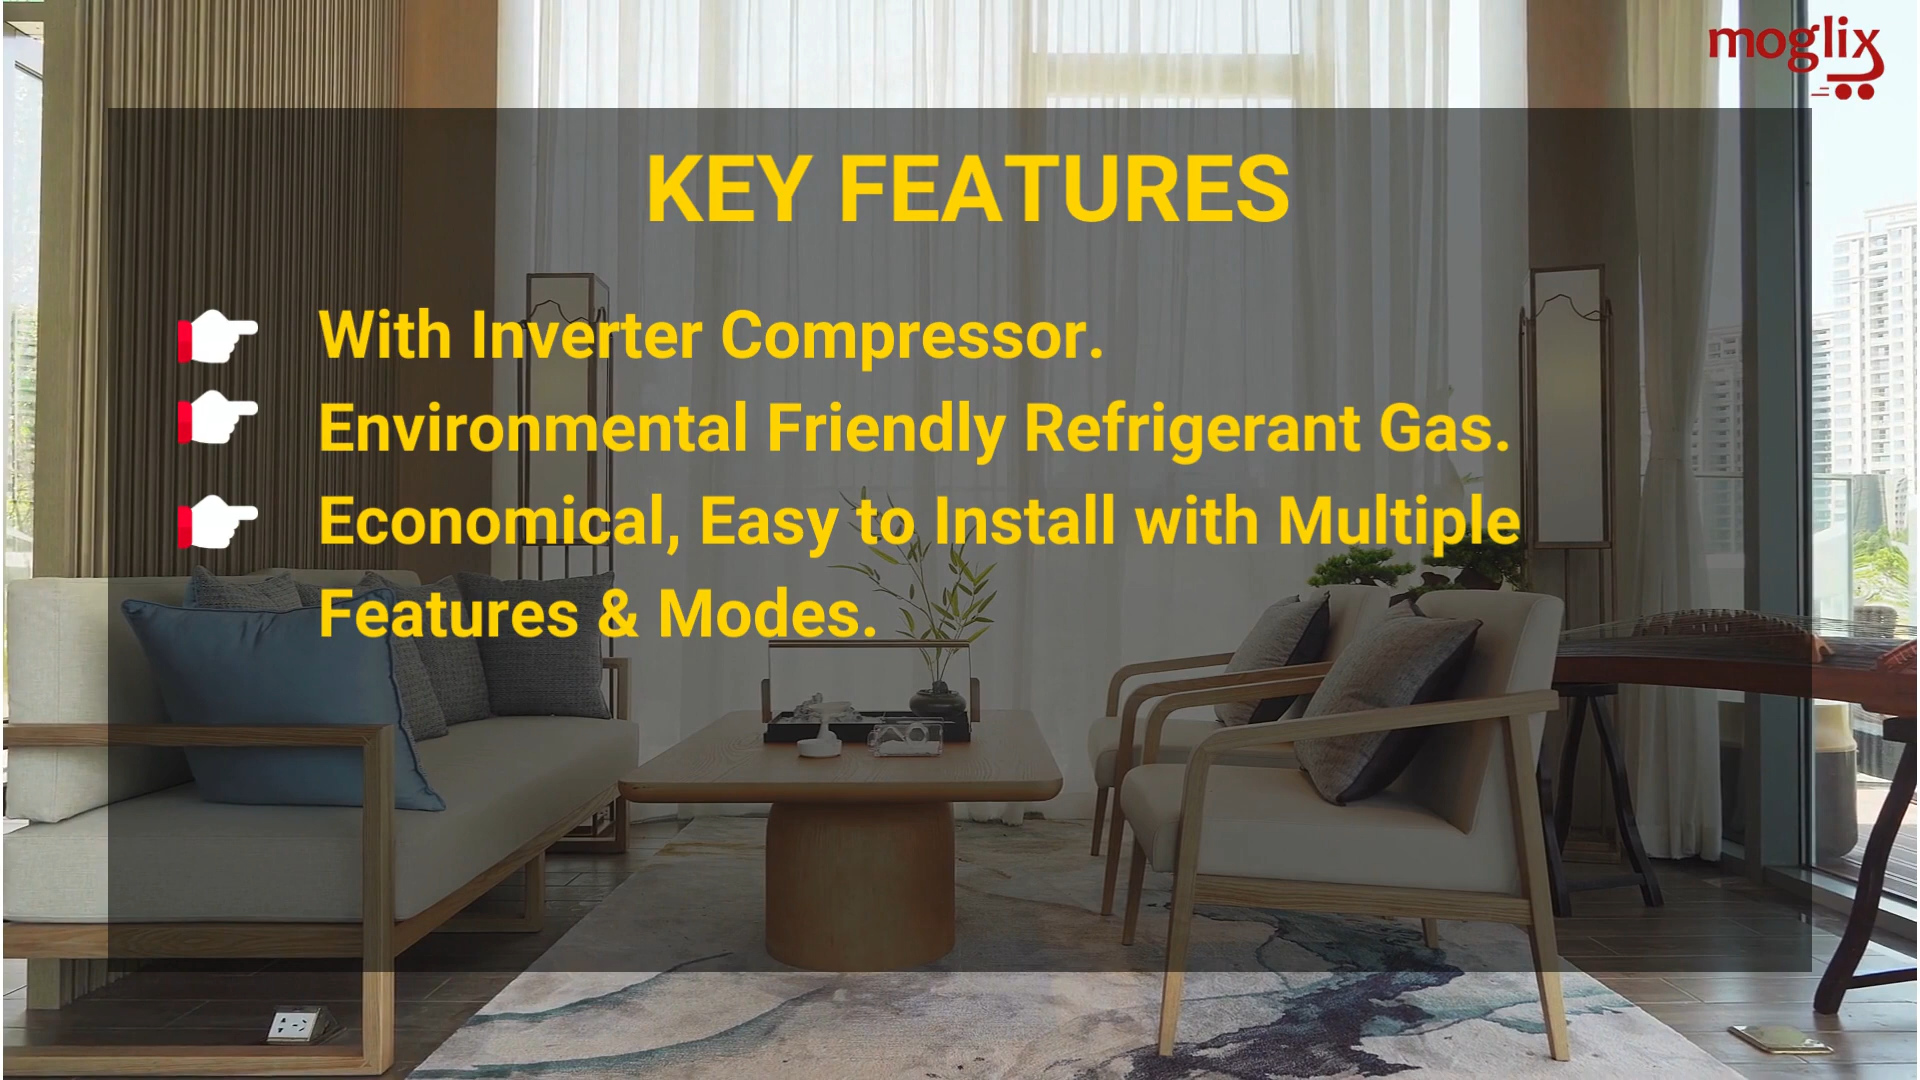 moglix
KEY FEATURES
With Inverter Compressor.
Environmental Friendly Refrigerant Gas.
Economical, Easy to Install with Multiple
Features & Modes.